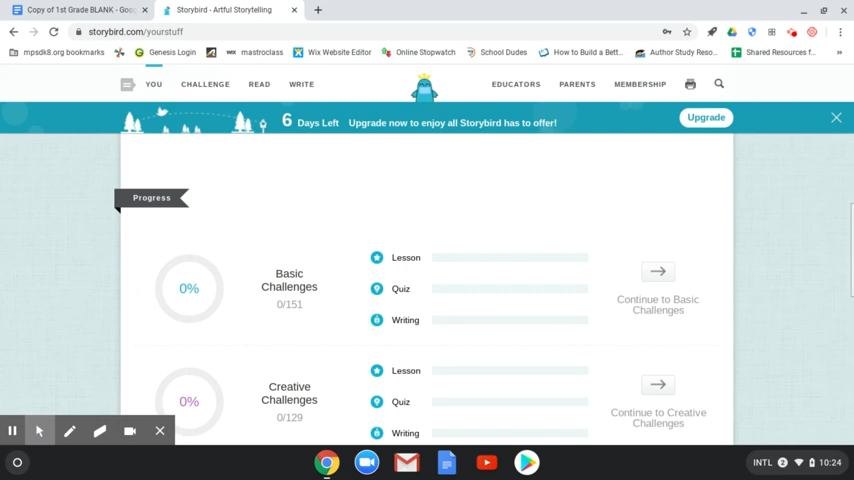 Copy of 1st Grade BLANK - Goo
Storybird - Artful Storytelling
storybird.com/yourstuff
mpsdk8.org bookmarks
Genesis Login
WIX
mastroclass
Wix Website Editor
Online Stopwatch
School Dudes
How to Build a Bett...
Author Study Reso...
Shared Resources f...
YOU
CHALLENGE
READ
WRITE
EDUCATORS
PARENTS
MEMBERSHIP
6 Days Left Upgrade now to enjoy all Storybird has to offer!
Upgrade
Progress
0%
Basic
Challenges
0/151
Lesson
Quiz
Writing
Continue to Basic
Challenges
0%
Creative
Challenges
0/129
Lesson
Quiz
Writing
Continue to Creative
Challenges
INTL 2 10:24